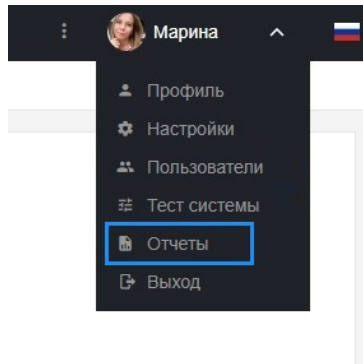 Марина
Профиль
Настройки
Пользователи
Тест системы
Отчеты
Выход